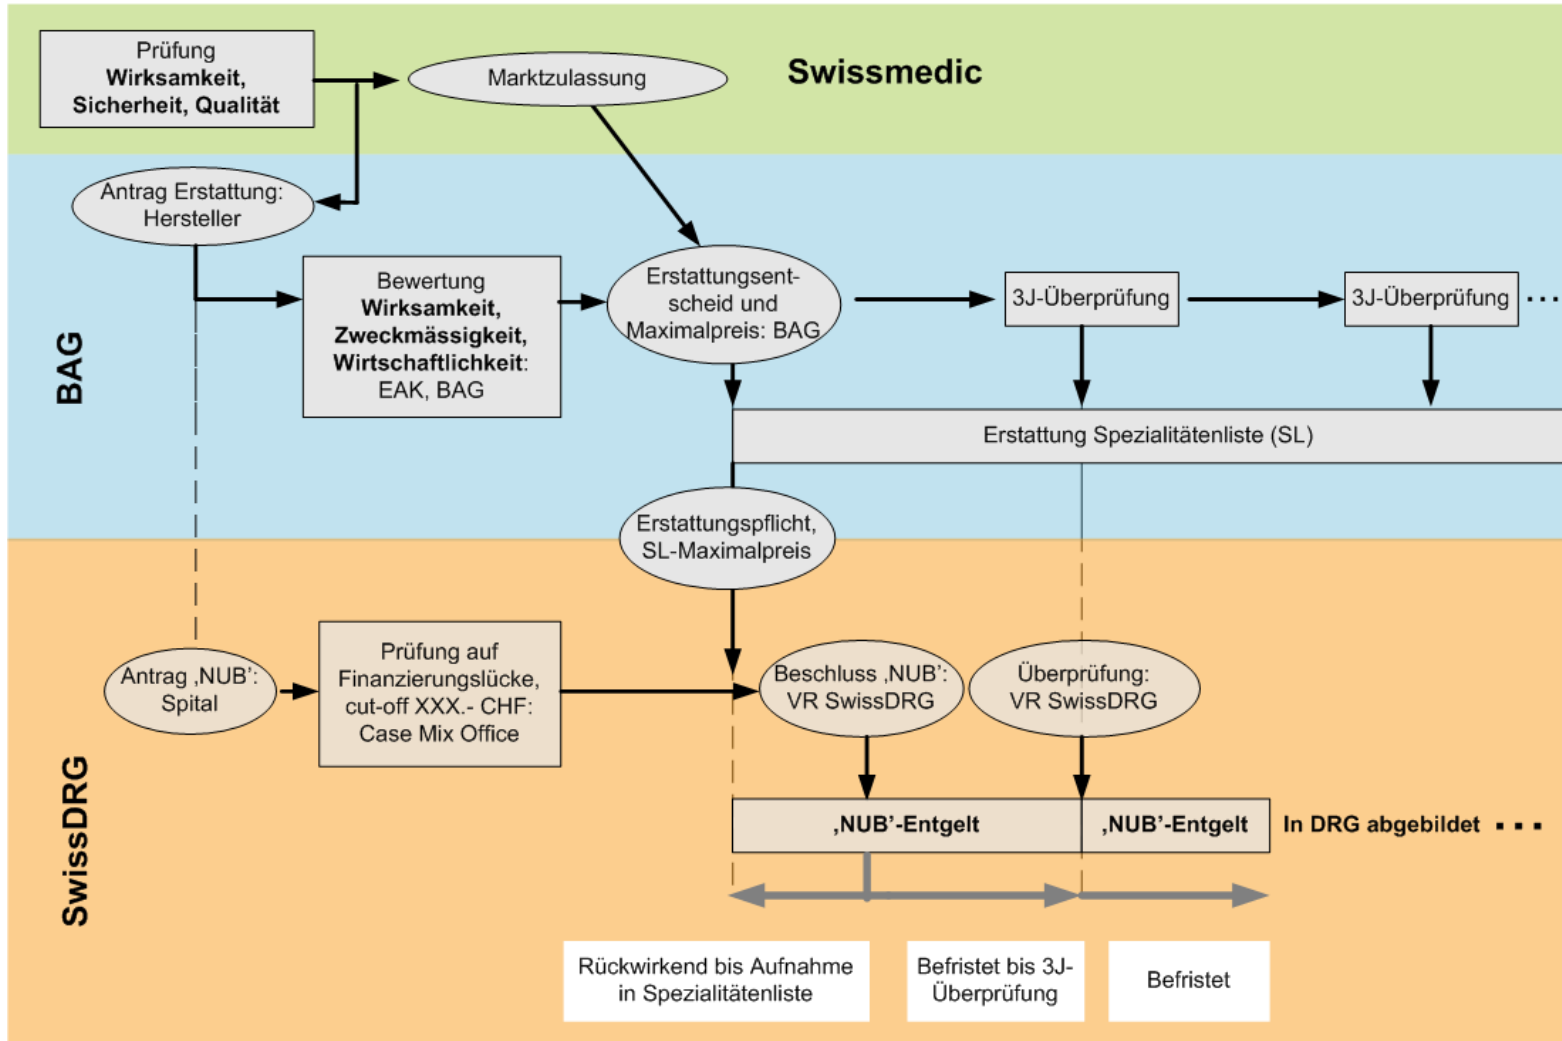 Prüfung
Wirksamkeit,
Sicherheit, Qualität
Marktzulassung
Swissmedic
Antrag Erstattung:
Hersteller
Bewertung
Wirksamkeit,
Zweckmässigkeit,
Wirtschaftlichkeit:
EAK, BAG
Erstattungsent-
scheid und
Maximalpreis: BAG
3J-Überprüfung
3J-Überprüfung
...
BAG
Erstattung Spezialitätenliste (SL)
Erstattungspflicht,
SL-Maximalpreis
Antrag ‚NUB’:
Spital
Prüfung auf
Finanzierungslücke,
cut-off XXX.- CHF:
Case Mix Office
Beschluss ‚NUB’:
VR SwissDRG
Überprüfung:
VR SwissDRG
SwissDRG
‚NUB’-Entgelt
‚NUB’-Entgelt
In DRG abgebildet ...
Rückwirkend bis Aufnahme
in Spezialitätenliste
Befristet bis 3J-
Überprüfung
Befristet